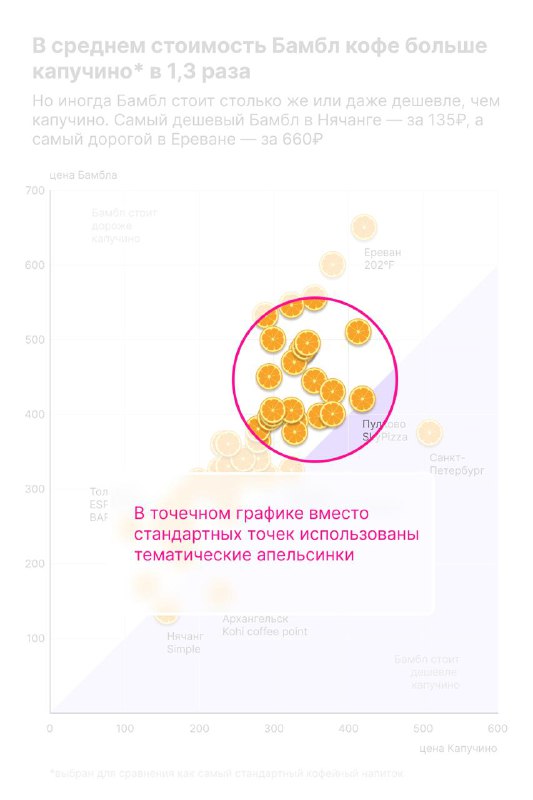 В среднем стоимость Бамбл кофе больше
капучино* в 1,3 раза
Но иногда Бамбл стоит столько же или даже дешевле, чем
капучино. Самый дешевый Бамбл в Нячанге — за 135₽, а
самый дорогой в Ереване — за 660₽
цена Бамбла
700
Бамбл стоит
дороже
капучино
600
Ереван
202°F
500
400
Пулково
SkyPizza
Санкт-
Петербург
300
Тол
ESF
BAF
В точечном графике вместо
стандартных точек использованы
тематические апельсинки
200
Архангельск
Kohi coffee point
100
Нячанг
Simple
Бамбл стоит
дешевле
капучино
0 100 200 300 400 500 600
цена Капучино
*выбран для сравнения как самый стандартный кофейный напиток